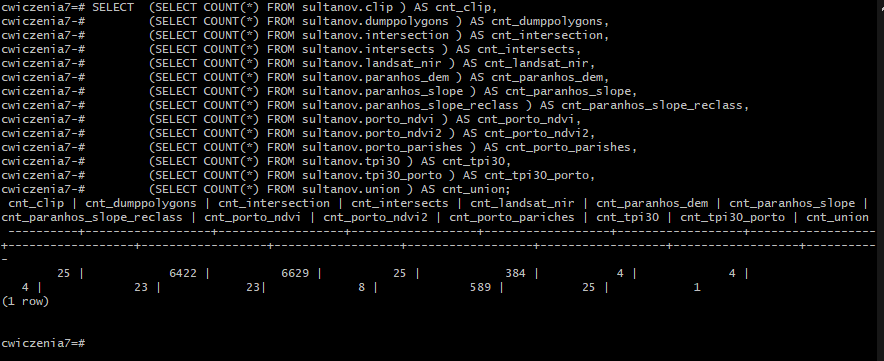 cwiczenia7=# SELECT  (SELECT COUNT(*) FROM sultanov.clip ) AS cnt_clip,
cwiczenia7-#         (SELECT COUNT(*) FROM sultanov.dumppolygons ) AS cnt_dumppolygons,
cwiczenia7-#         (SELECT COUNT(*) FROM sultanov.intersection ) AS cnt_intersection,
cwiczenia7-#         (SELECT COUNT(*) FROM sultanov.intersects ) AS cnt_intersects,
cwiczenia7-#         (SELECT COUNT(*) FROM sultanov.landsat_nir ) AS cnt_landsat_nir,
cwiczenia7-#         (SELECT COUNT(*) FROM sultanov.paranhos_dem ) AS cnt_paranhos_dem,
cwiczenia7-#         (SELECT COUNT(*) FROM sultanov.paranhos_slope ) AS cnt_paranhos_slope,
cwiczenia7-#         (SELECT COUNT(*) FROM sultanov.paranhos_slope_reclass ) AS cnt_paranhos_slope_reclass,
cwiczenia7-#         (SELECT COUNT(*) FROM sultanov.porto_ndvi ) AS cnt_porto_ndvi,
cwiczenia7-#         (SELECT COUNT(*) FROM sultanov.porto_ndvi2 ) AS cnt_porto_ndvi2,
cwiczenia7-#         (SELECT COUNT(*) FROM sultanov.porto_parishes ) AS cnt_porto_parishes,
cwiczenia7-#         (SELECT COUNT(*) FROM sultanov.tpi30 ) AS cnt_tpi30,
cwiczenia7-#         (SELECT COUNT(*) FROM sultanov.tpi30_porto ) AS cnt_tpi30_porto,
cwiczenia7-#         (SELECT COUNT(*) FROM sultanov.union ) AS cnt_union;
 cnt_clip | cnt_dumppolygons | cnt_intersection | cnt_intersects | cnt_landsat_nir | cnt_paranhos_dem | cnt_paranhos_slope |
cnt_paranhos_slope_reclass | cnt_porto_ndvi | cnt_porto_ndvi2 | cnt_porto_pariches | cnt_tpi30 | cnt_tpi30_porto | cnt_union
 ---------+-----------------+----------------+----------------+-----------------+----------------+-------------------
+-----------------+----------------+-----------------+----------------+----------------+----------------+----------
-
        25 |            6422 |            6629 |          25 |            384 |            4 |            4 |
   4 |             23 |            23|             8 |            589 |            25 |            1
(1 row)
cwiczenia7=#